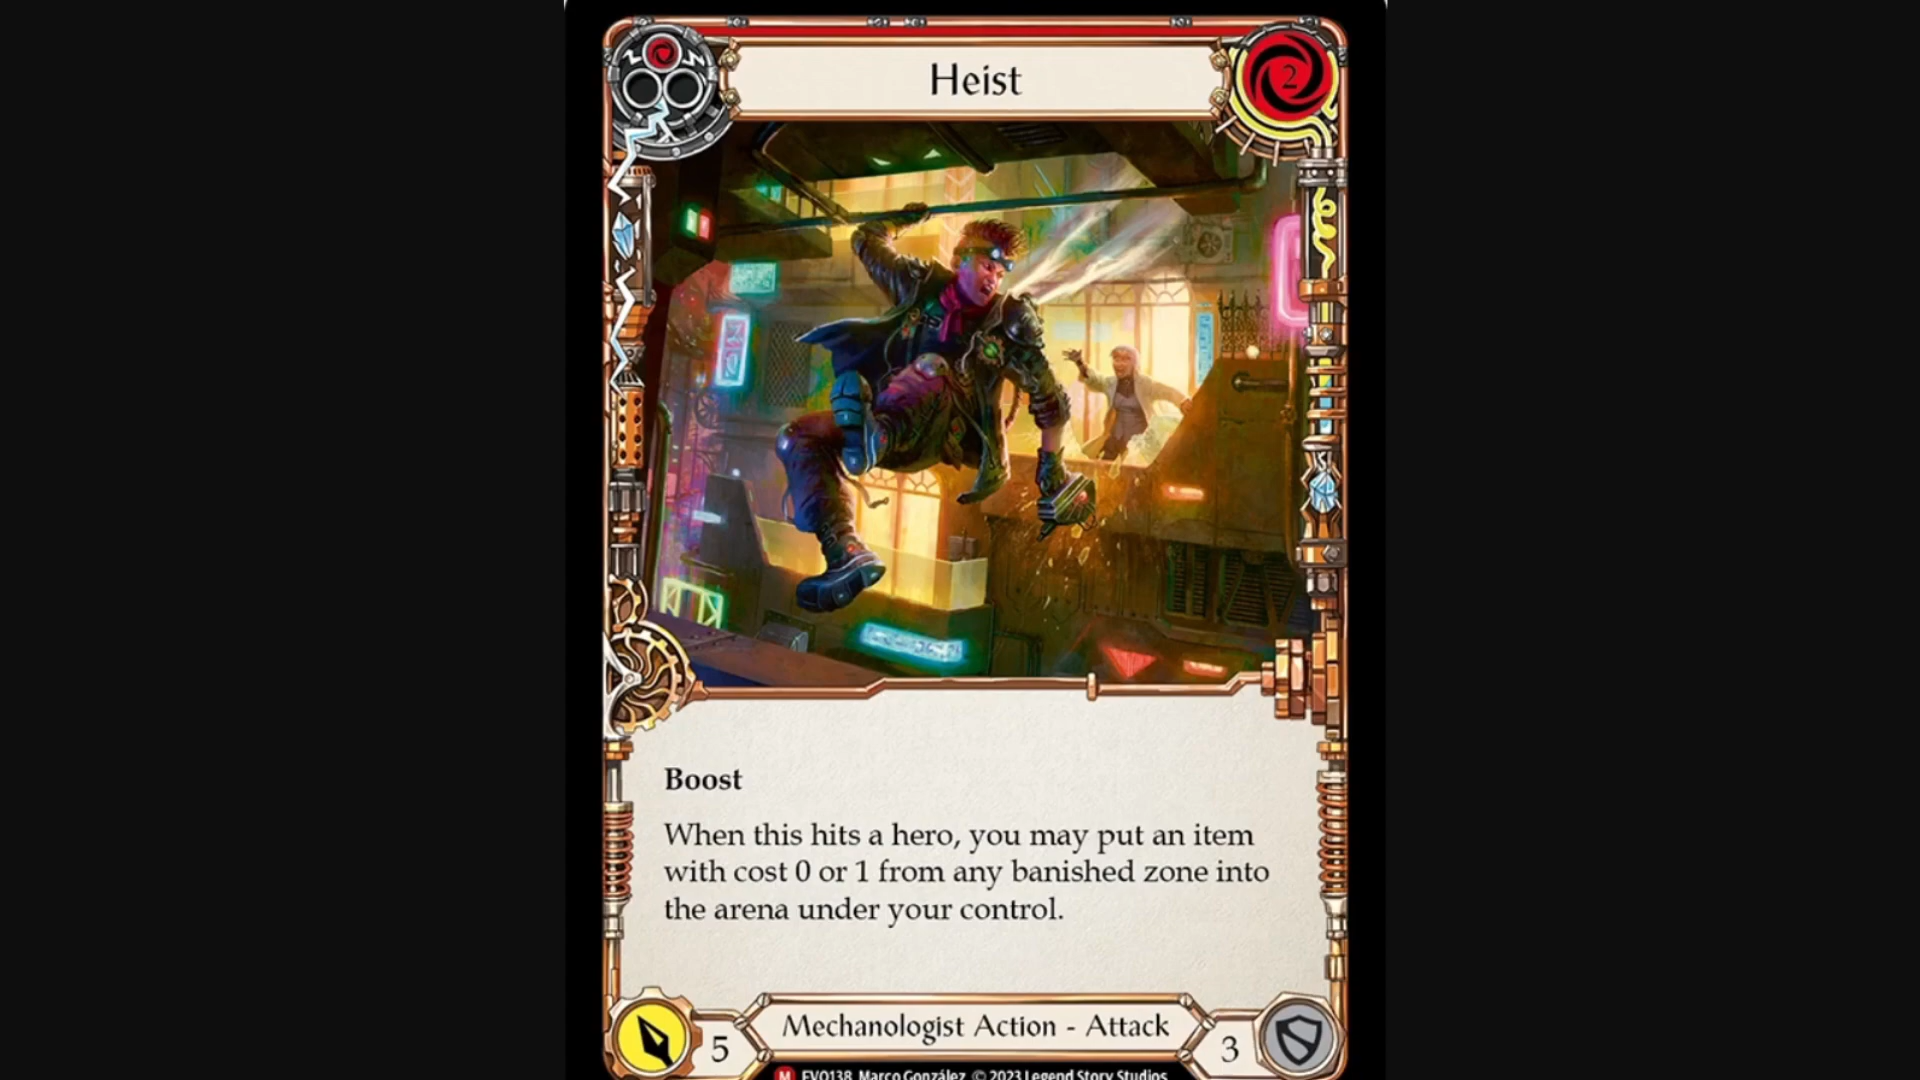 Heist
2
Boost
When this hits a hero, you may put an item
with cost 0 or 1 from any banished zone into
the arena under your control.
5
Mechanologist Action - Attack
3
M EVO138 Marco González © 2023 Legend Story Studios